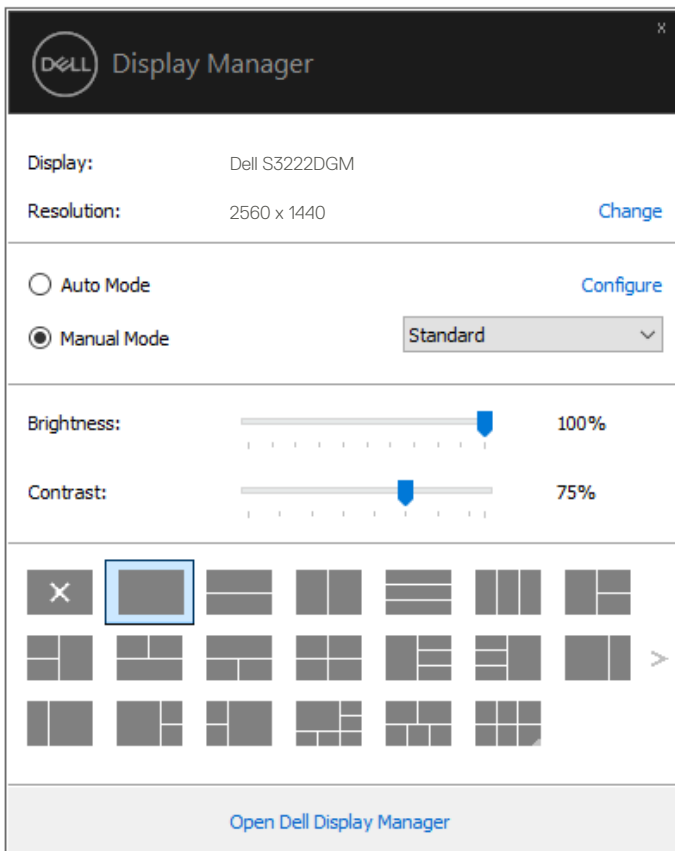 x
DELL Display Manager
Display: Dell S3222DGM
Resolution: 2560 x 1440 Change
Auto Mode Configure
Manual Mode Standard
Brightness: 100%
Contrast: 75%
Open Dell Display Manager